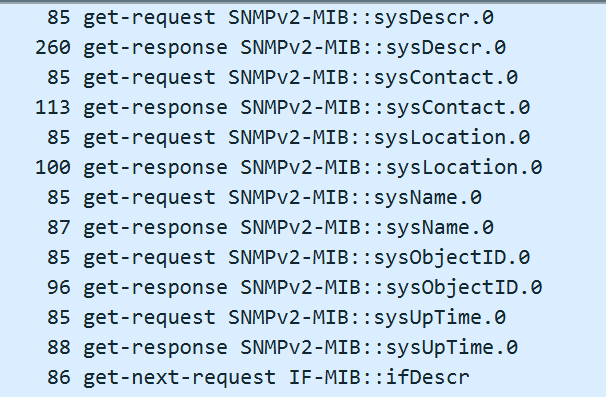 85 get-request SNMPv2-MIB::sysDescr.0
260 get-response SNMPv2-MIB::sysDescr.0
85 get-request SNMPv2-MIB::sysContact.0
113 get-response SNMPv2-MIB::sysContact.0
85 get-request SNMPv2-MIB::sysLocation.0
100 get-response SNMPv2-MIB::sysLocation.0
85 get-request SNMPv2-MIB::sysName.0
87 get-response SNMPv2-MIB::sysName.0
85 get-request SNMPv2-MIB::sysObjectID.0
96 get-response SNMPv2-MIB::sysObjectID.0
85 get-request SNMPv2-MIB::sysUpTime.0
88 get-response SNMPv2-MIB::sysUpTime.0
86 get-next-request IF-MIB::ifDescr